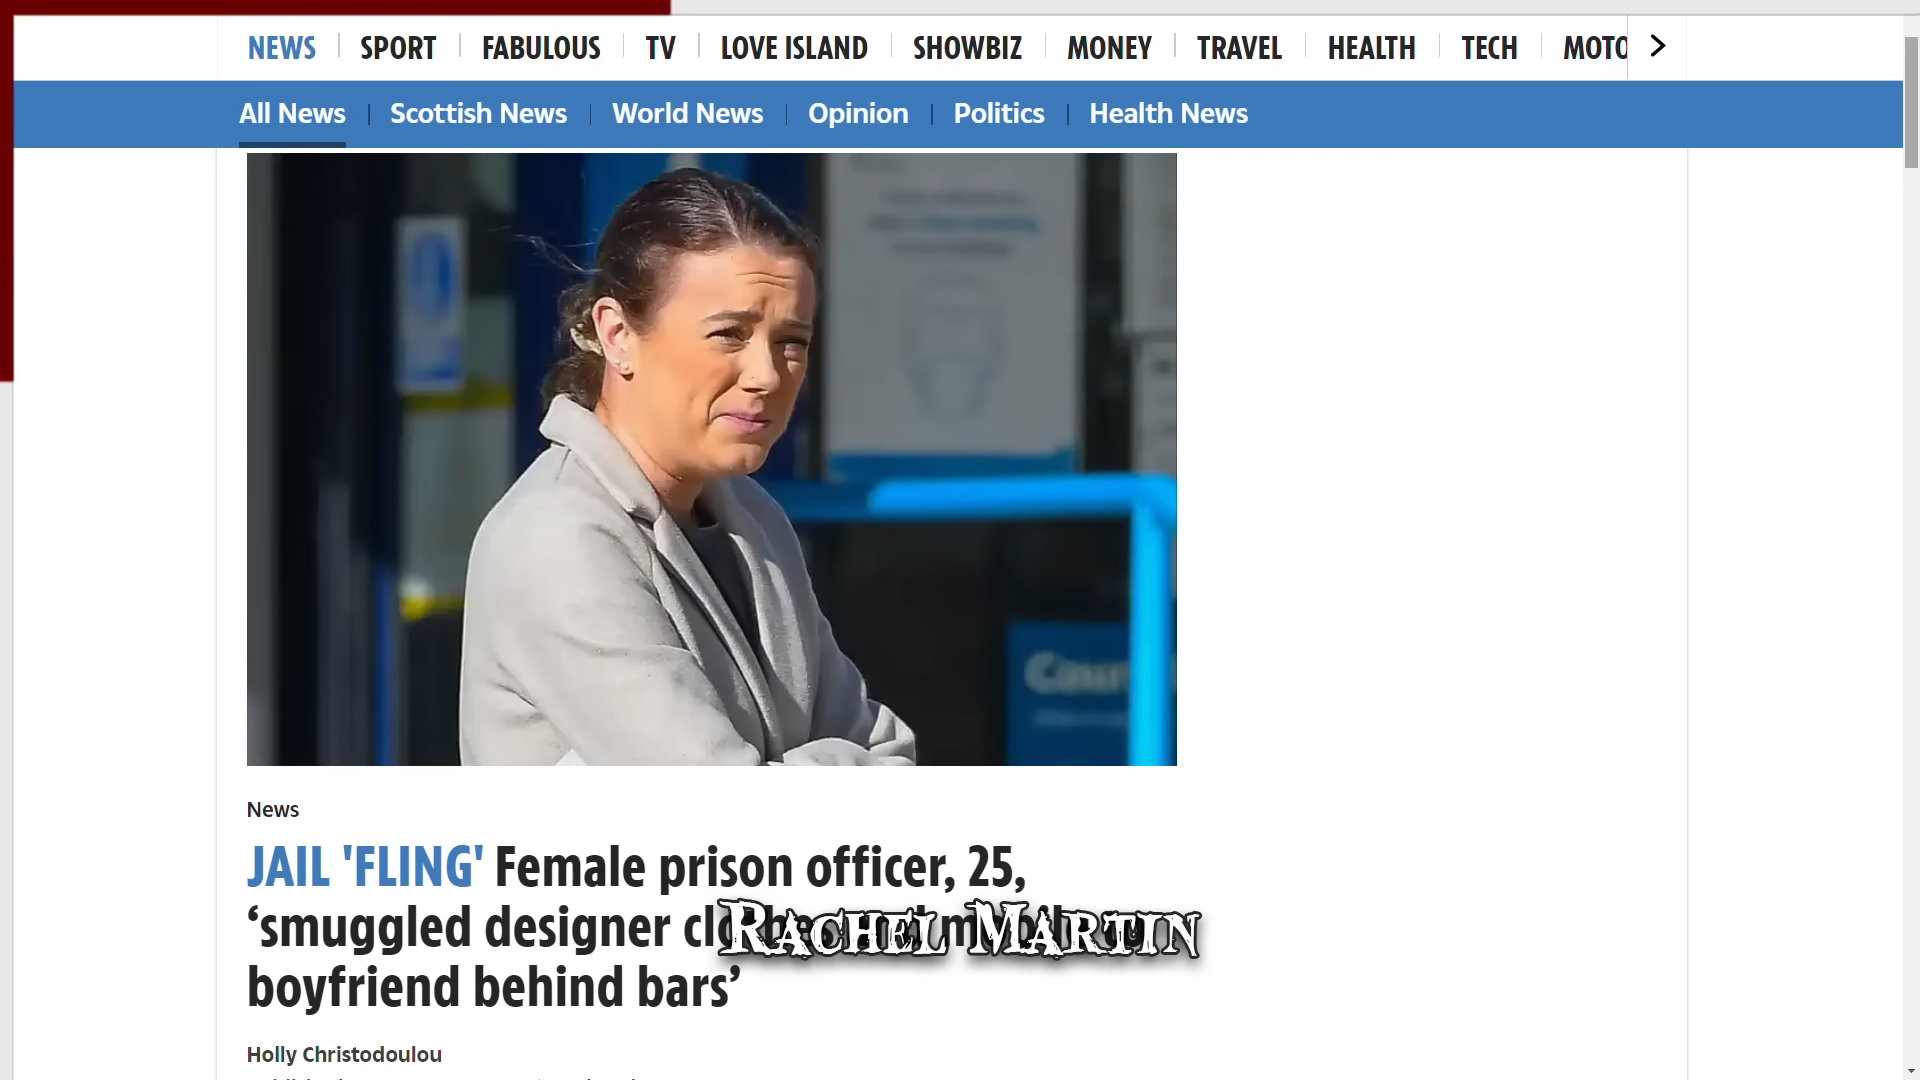 NEWS SPORT FABULOUS TV LOVE ISLAND SHOWBIZ MONEY TRAVEL HEALTH TECH MOTO
All News Scottish News World News Opinion Politics Health News
News
JAIL 'FLING' Female prison officer, 25,
‘smuggled designer
Rachel Martin
boyfriend behind bars’
Holly Christodoulou